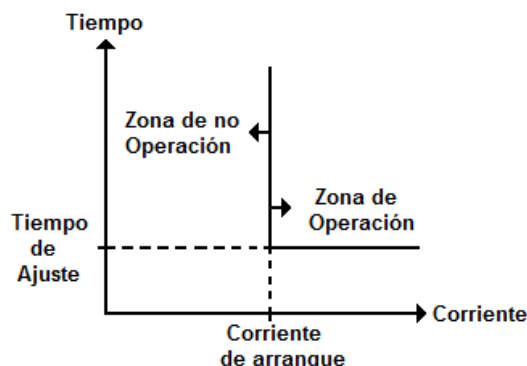 Tiempo
Zona de no
Operación
Zona de
Operación
Tiempo
de
Ajuste
Corriente
Corriente
de arranque